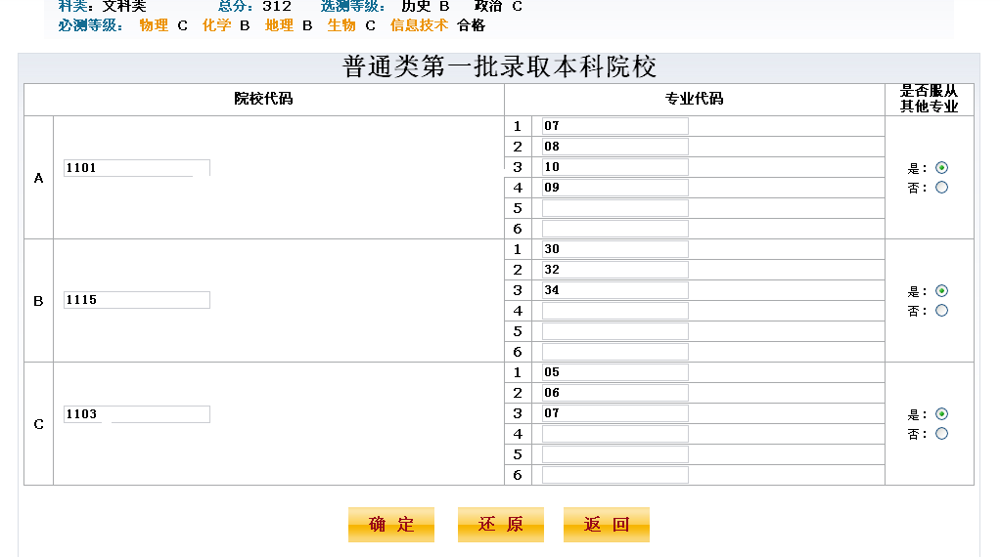 科类：文科类 总分：312 选测等级： 历史 B 政治 C
必测等级： 物理 C 化学 B 地理 B 生物 C 信息技术 合格
普通类第一批录取本科院校
院校代码 专业代码 是否服从
其他专业
A 1101
1 07
2 08
3 10
4 09
5
6
是：
否：
B 1115
1 30
2 32
3 34
4
5
6
是：
否：
C 1103
1 05
2 06
3 07
4
5
6
是：
否：
确 定 还 原 返 回